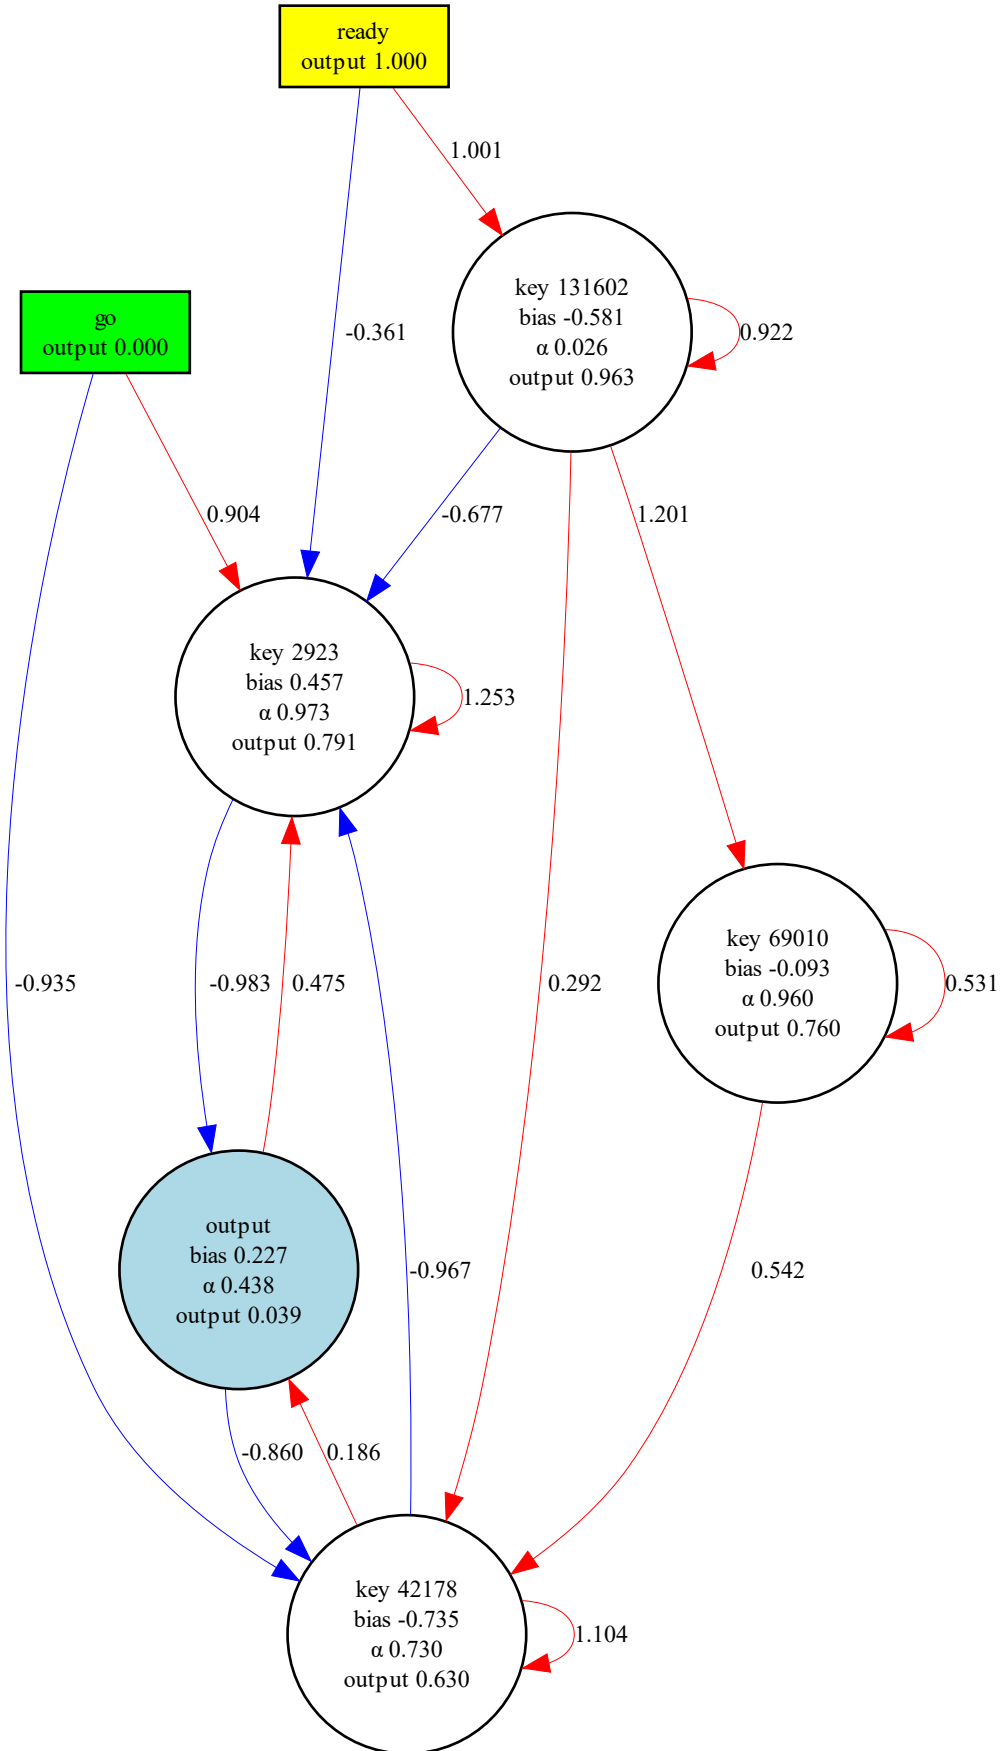 ready
output 1.000
1.001
key 131602
bias -0.581
α 0.026
output 0.963
0.922
go
output 0.000
-0.361
0.904
-0.677
1.201
key 2923
bias 0.457
α 0.973
output 0.791
1.253
key 69010
bias -0.093
α 0.960
output 0.760
0.531
-0.935
-0.983
0.475
0.292
output
bias 0.227
α 0.438
output 0.039
-0.967
0.542
-0.860
0.186
key 42178
bias -0.735
α 0.730
output 0.630
1.104